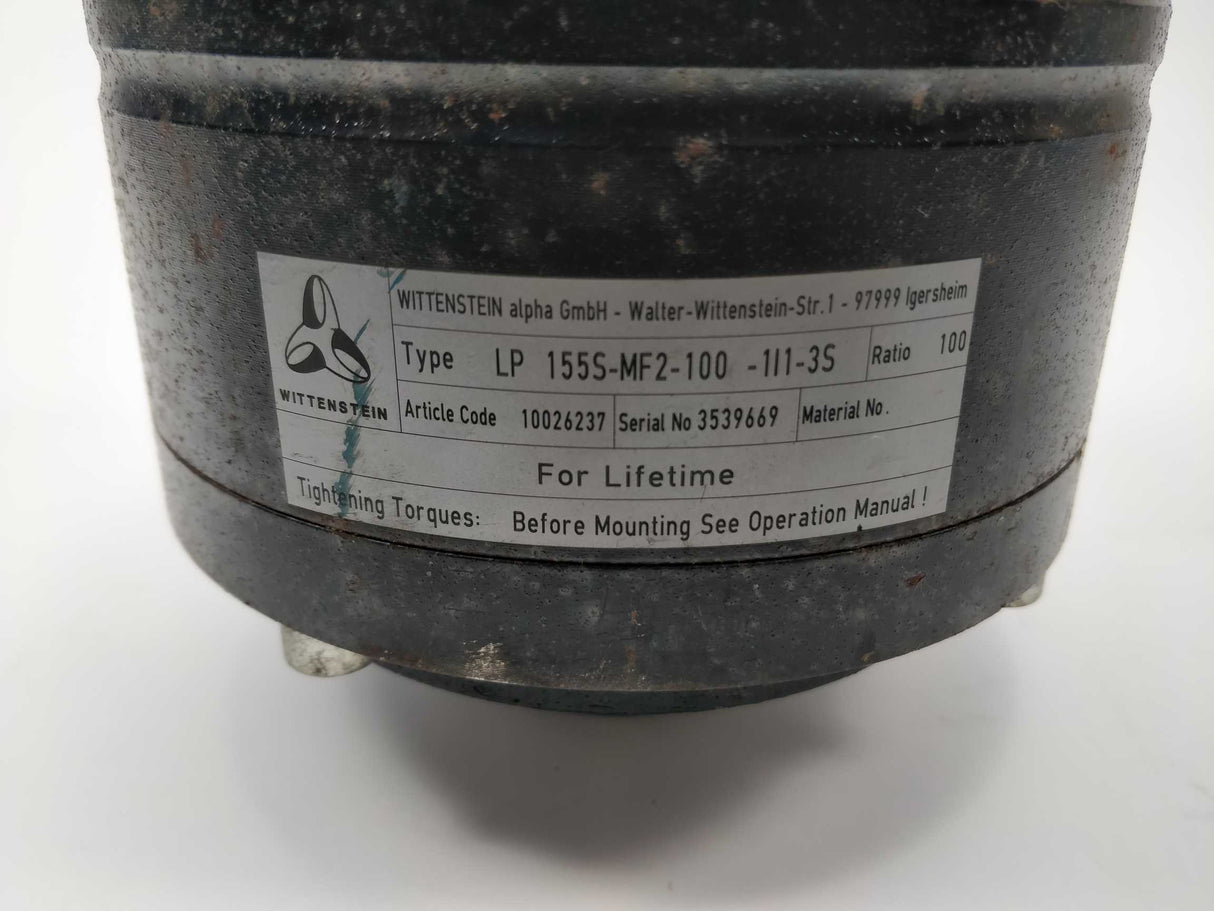 WITTENSTEIN
WITTENSTEIN alpha GmbH - Walter-Wittenstein-Str.1 - 97999 Igersheim
Type LP 155S-MF2-100 -1I1-3S Ratio 100
Article Code 10026237 Serial No 3539669 Material No.
For Lifetime
Tightening Torques: Before Mounting See Operation Manual !